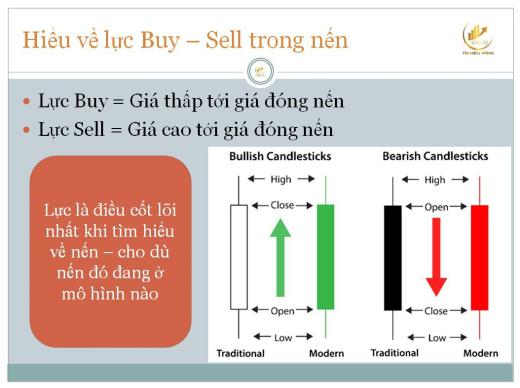 Hiểu về lực Buy – Sell trong nến
TIN HIỆU VÀNG
Lực Buy = Giá thấp tới giá đóng nến
Lực Sell = Giá cao tới giá đóng nến
Lực là điều cốt lõi
nhất khi tìm hiểu
về nến – cho dù
nến đó đang ở
mô hình nào
Bullish Candlesticks
High
Close
Open
Low
Traditional
Modern
Bearish Candlesticks
High
Open
Close
Low
Traditional
Modern